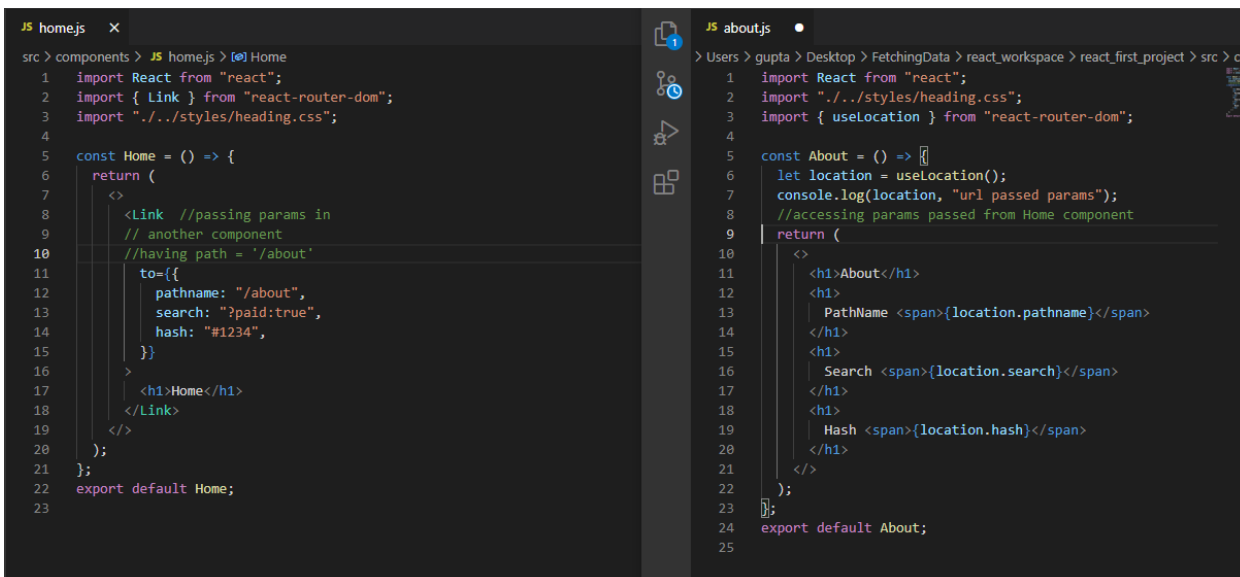 JS home.js ×
src > components > JS home.js > Home
1 import React from "react";
2 import { Link } from "react-router-dom";
3 import "./../styles/heading.css";
4
5 const Home = () => {
6   return (
7     <>
8       <Link  //passing params in
9       // another component
10       //having path = '/about'
11         to={{
12           pathname: "/about",
13           search: "?paid:true",
14           hash: "#1234",
15         }}
16       >
17         <h1>Home</h1>
18       </Link>
19     </>
20   );
21 };
22 export default Home;
23
1
JS about.js ●
> Users > gupta > Desktop > FetchingData > react_workspace > react_first_project > src > c
1 import React from "react";
2 import "./../styles/heading.css";
3 import { useLocation } from "react-router-dom";
4
5 const About = () => {
6   let location = useLocation();
7   console.log(location, "url passed params");
8   //accessing params passed from Home component
9   return (
10     <>
11       <h1>About</h1>
12       <h1>
13         PathName <span>{location.pathname}</span>
14       </h1>
15       <h1>
16         Search <span>{location.search}</span>
17       </h1>
18       <h1>
19         Hash <span>{location.hash}</span>
20       </h1>
21     </>
22   );
23 };
24 export default About;
25